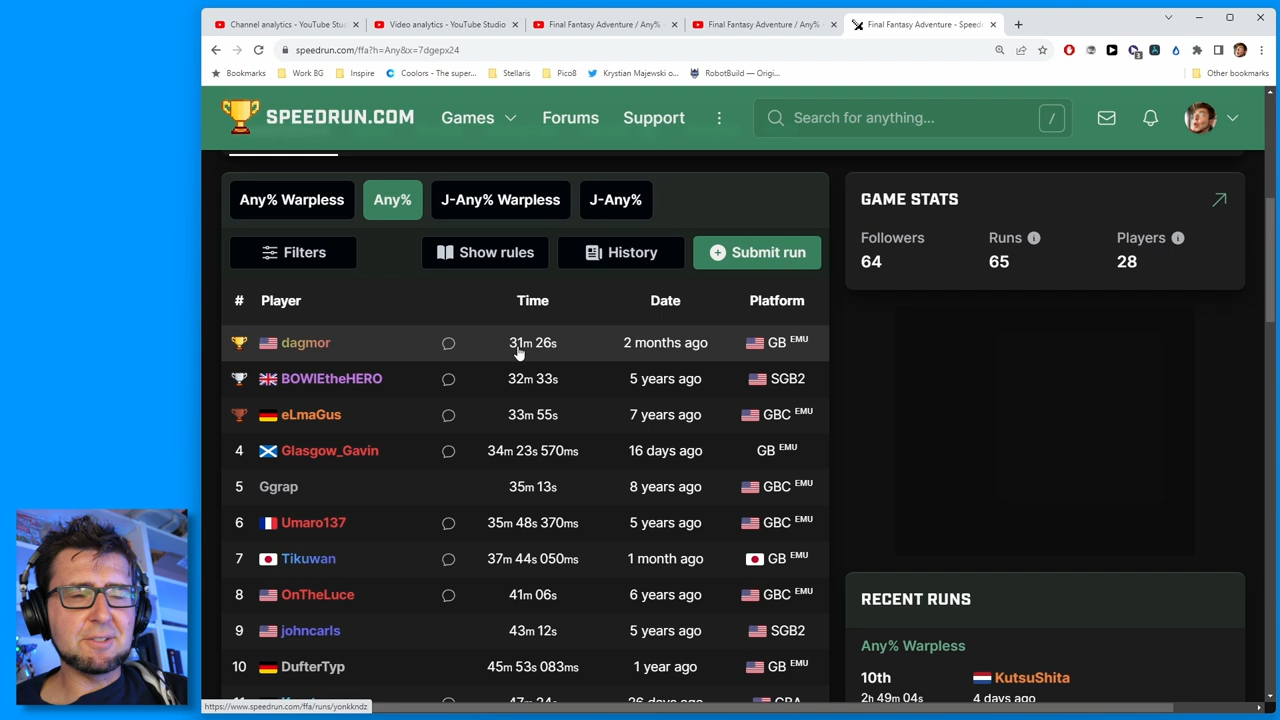 Channel analytics - YouTube Stu
Video analytics - YouTube Studio
Final Fantasy Adventure / Any% -
Final Fantasy Adventure / Any% -
Final Fantasy Adventure - Speed
speedrun.com/ffa?h=Any&x=7dgepx24
Bookmarks
Work BG
Inspire
Coolors - The super...
Stellaris
Pico8
Krystian Majewski o...
RobotBuild — Origi...
Other bookmarks
SPEEDRUN.COM
Games
Forums
Support
Search for anything...
/
Any% Warpless
Any%
J-Any% Warpless
J-Any%
Filters
Show rules
History
Submit run
# Player Time Date Platform
dagmor 31m 26s 2 months ago GB EMU
BOWIEtheHERO 32m 33s 5 years ago SGB2
eLmaGus 33m 55s 7 years ago GBC EMU
4 Glasgow_Gavin 34m 23s 570ms 16 days ago GB EMU
5 Ggrap 35m 13s 8 years ago GBC EMU
6 Umaro137 35m 48s 370ms 5 years ago GBC EMU
7 Tikuwan 37m 44s 050ms 1 month ago GB EMU
8 OnTheLuce 41m 06s 6 years ago GBC EMU
9 johncarls 43m 12s 5 years ago SGB2
10 DufterTyp 45m 53s 083ms 1 year ago GB EMU
GAME STATS
Followers Runs Players
64 65 28
RECENT RUNS
Any% Warpless
10th KutsuShita
2h 49m 04s 4 days ago
https://www.speedrun.com/ffa/runs/yonkkndz